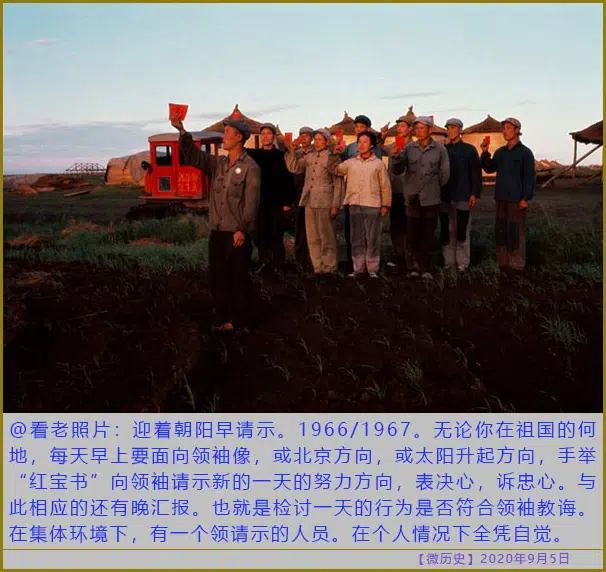 @看老照片：迎着朝阳早请示。1966/1967。无论你在祖国的何
地，每天早上要面向领袖像，或北京方向，或太阳升起方向，手举
“红宝书”向领袖请示新的一天的努力方向，表决心，诉忠心。与
此相应的还有晚汇报。也就是检讨一天的行为是否符合领袖教诲。
在集体环境下，有一个领请示的人员。在个人情况下全凭自觉。
【微历史】2020年9月5日